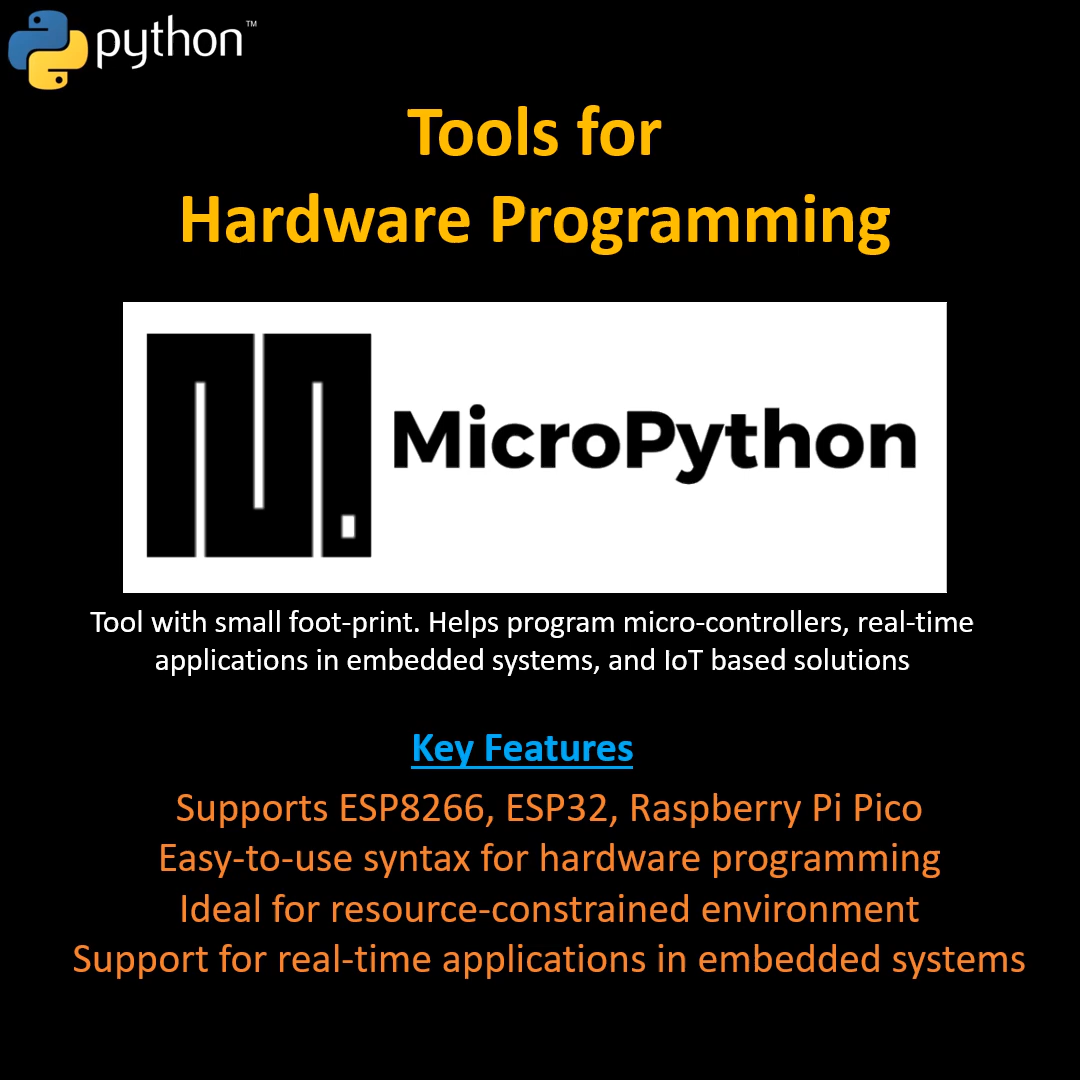 python™
Tools for
Hardware Programming
MicroPython
Tool with small foot-print. Helps program micro-controllers, real-time
applications in embedded systems, and IoT based solutions
Key Features
Supports ESP8266, ESP32, Raspberry Pi Pico
Easy-to-use syntax for hardware programming
Ideal for resource-constrained environment
Support for real-time applications in embedded systems